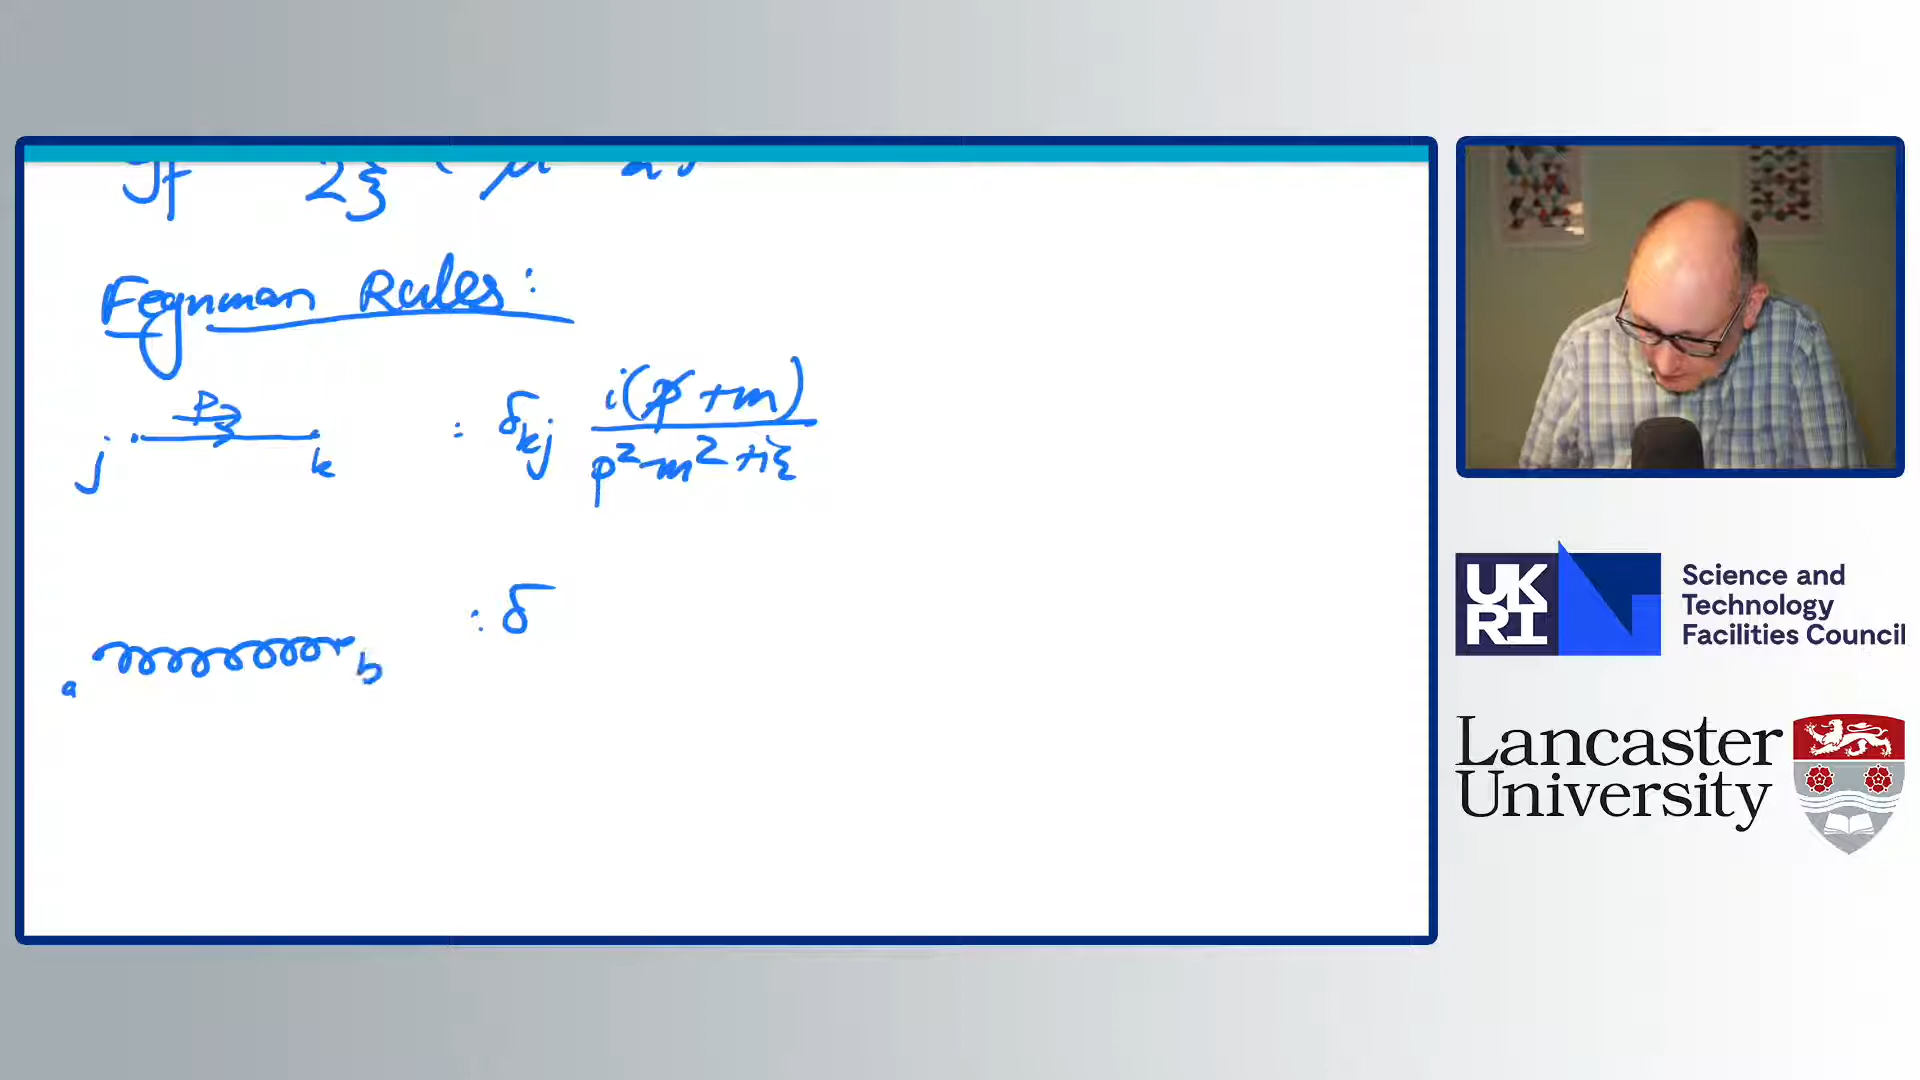 Feynman Rules:
p
j k : δkj i(p̸ + m) / p² - m² + iε
: δ
a b
UK RI
Science and
Technology
Facilities Council
Lancaster
University